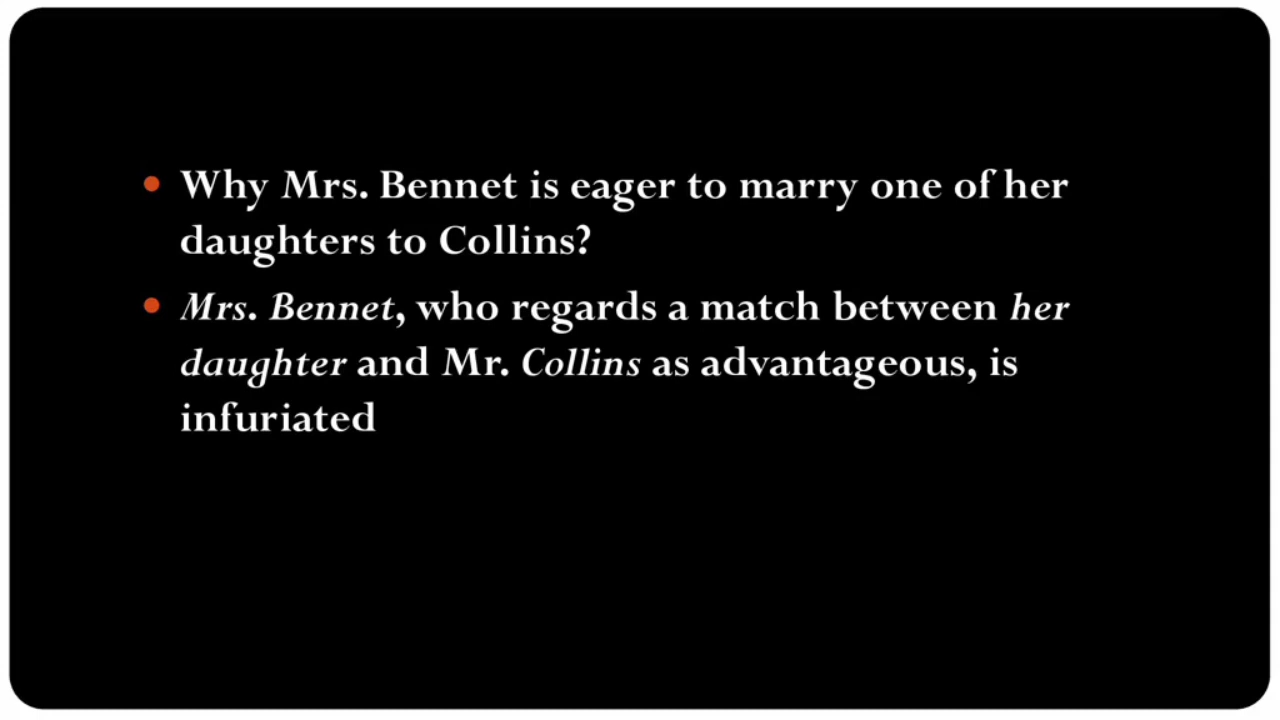 • Why Mrs. Bennet is eager to marry one of her
daughters to Collins?
• Mrs. Bennet, who regards a match between her
daughter and Mr. Collins as advantageous, is
infuriated